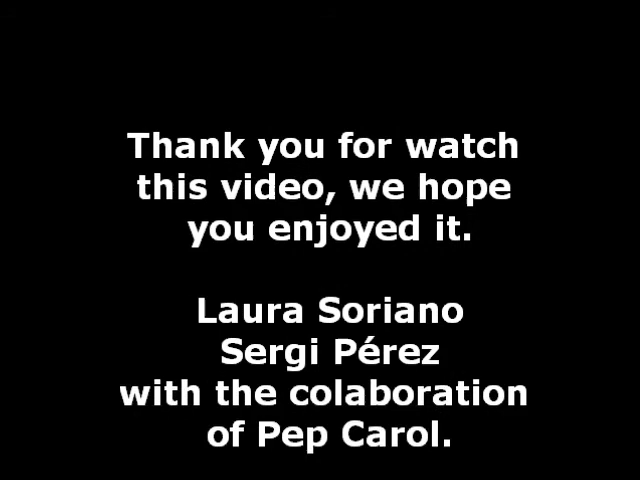 Thank you for watch
this video, we hope
you enjoyed it.
Laura Soriano
Sergi Pérez
with the colaboration
of Pep Carol.